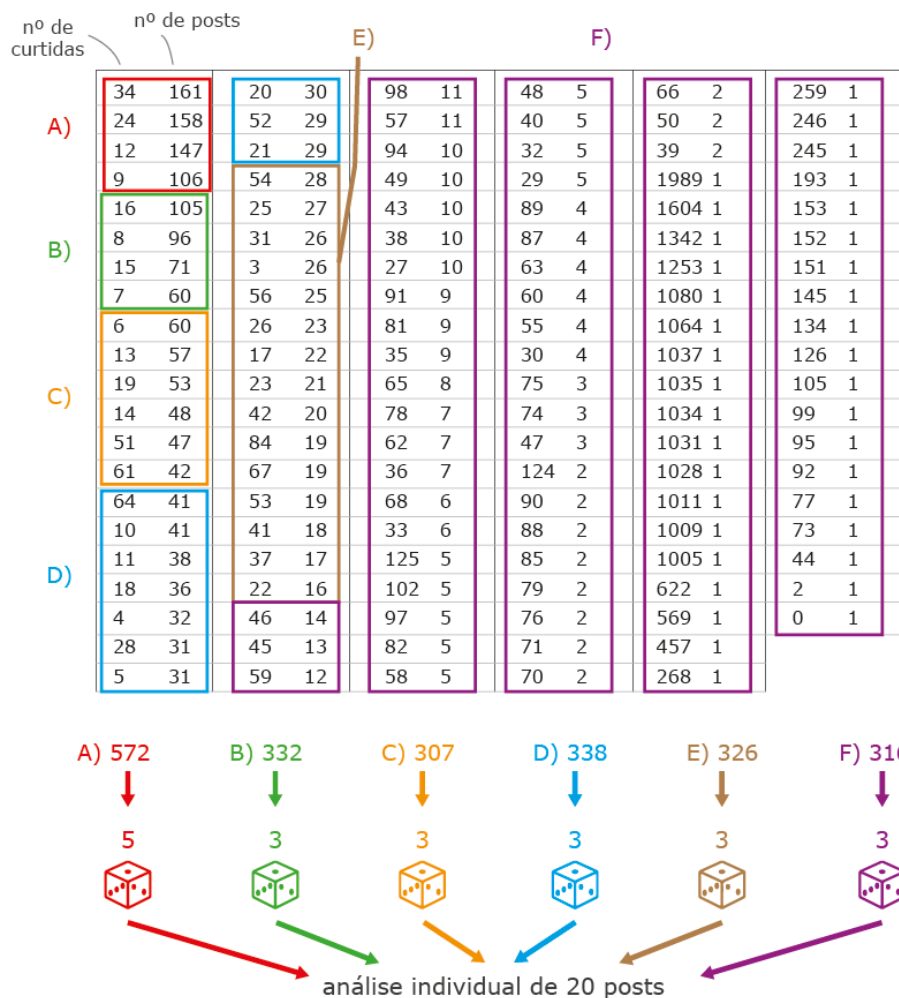 nº de curtidas
nº de posts
E)
F)
34 161 20 30 98 11 48 5 66 2 259 1
A) 24 158 52 29 57 11 40 5 50 2 246 1
12 147 21 29 94 10 32 5 39 2 245 1
9 106 54 28 49 10 29 5 1989 1 193 1
16 105 25 27 43 10 89 4 1604 1 153 1
B) 8 96 31 26 38 10 87 4 1342 1 152 1
15 71 3 26 27 10 63 4 1253 1 151 1
7 60 56 25 91 9 60 4 1080 1 145 1
6 60 26 23 81 9 55 4 1064 1 134 1
13 57 17 22 35 9 30 4 1037 1 126 1
C) 19 53 23 21 65 8 75 3 1035 1 105 1
14 48 42 20 78 7 74 3 1034 1 99 1
51 47 84 19 62 7 47 3 1031 1 95 1
61 42 67 19 36 7 124 2 1028 1 92 1
64 41 53 19 68 6 90 2 1011 1 77 1
10 41 41 18 33 6 88 2 1009 1 73 1
11 38 37 17 125 5 85 2 1005 1 44 1
D) 18 36 22 16 102 5 79 2 622 1 2 1
4 32 46 14 97 5 76 2 569 1 0 1
28 31 45 13 82 5 71 2 457 1
5 31 59 12 58 5 70 2 268 1
A) 572 B) 332 C) 307 D) 338 E) 326 F) 316
5 3 3 3 3 3
análise individual de 20 posts